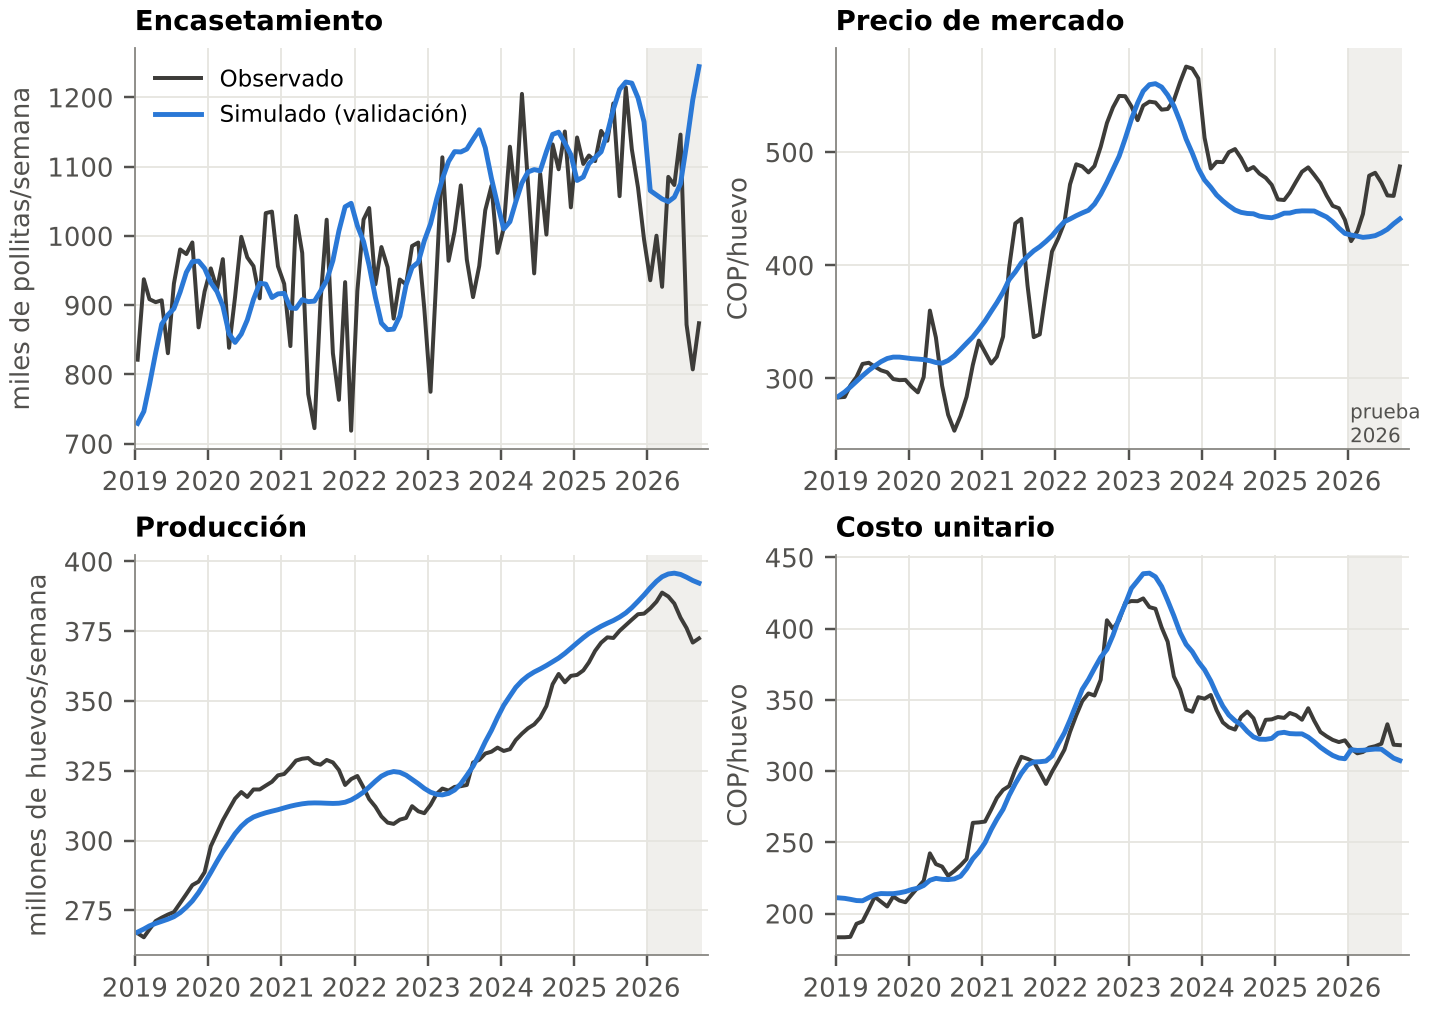 Encasetamiento
miles de pollitas/semana
1200
1100
1000
900
800
700
Observado
Simulado (validación)
2019 2020 2021 2022 2023 2024 2025 2026
Precio de mercado
COP/huevo
500
400
300
prueba
2026
2019 2020 2021 2022 2023 2024 2025 2026
Producción
millones de huevos/semana
400
375
350
325
300
275
2019 2020 2021 2022 2023 2024 2025 2026
Costo unitario
COP/huevo
450
400
350
300
250
200
2019 2020 2021 2022 2023 2024 2025 2026